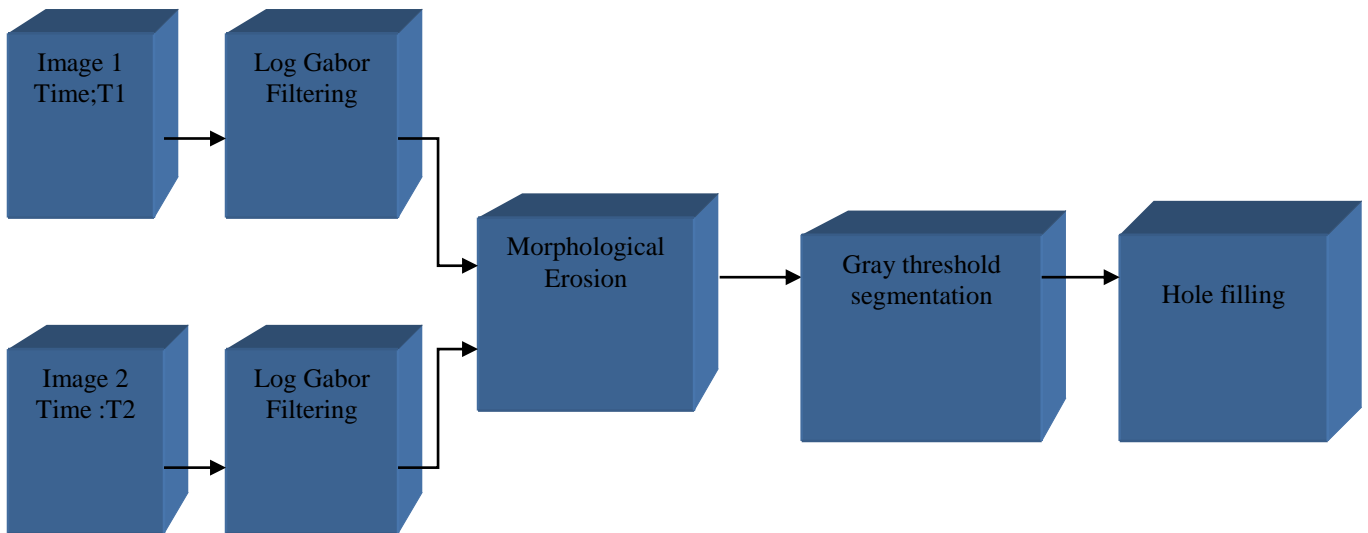 Image 1
Time;T1
Log Gabor
Filtering
Morphological
Erosion
Gray threshold
segmentation
Hole filling
Image 2
Time :T2
Log Gabor
Filtering